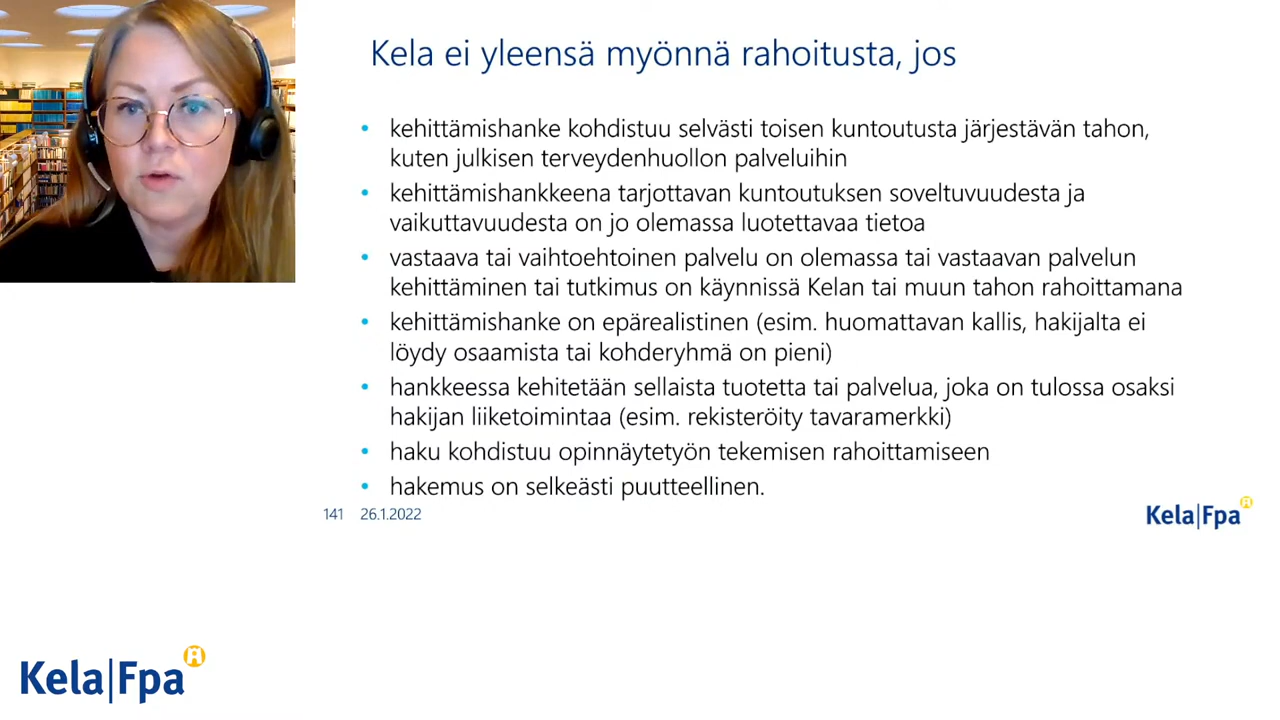 Kela ei yleensä myönnä rahoitusta, jos
• kehittämishanke kohdistuu selvästi toisen kuntoutusta järjestävän tahon,
kuten julkisen terveydenhuollon palveluihin
• kehittämishankkeena tarjottavan kuntoutuksen soveltuvuudesta ja
vaikuttavuudesta on jo olemassa luotettavaa tietoa
• vastaava tai vaihtoehtoinen palvelu on olemassa tai vastaavan palvelun
kehittäminen tai tutkimus on käynnissä Kelan tai muun tahon rahoittamana
• kehittämishanke on epärealistinen (esim. huomattavan kallis, hakijalta ei
löydy osaamista tai kohderyhmä on pieni)
• hankkeessa kehitetään sellaista tuotetta tai palvelua, joka on tulossa osaksi
hakijan liiketoimintaa (esim. rekisteröity tavaramerkki)
• haku kohdistuu opinnäytetyön tekemisen rahoittamiseen
• hakemus on selkeästi puutteellinen.
141 26.1.2022
Kela|Fpa
Kela|Fpa